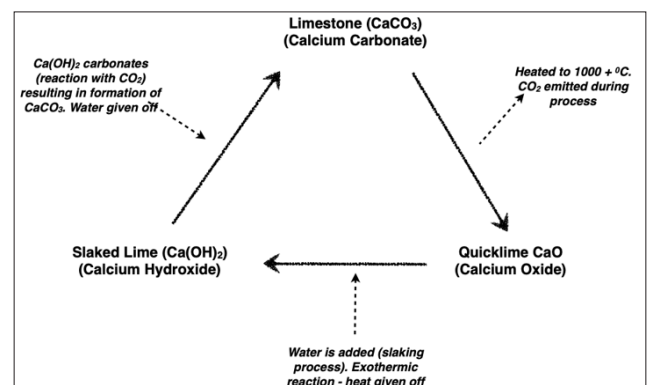 Limestone (CaCO₃)
(Calcium Carbonate)
Ca(OH)₂ carbonates
(reaction with CO₂)
resulting in formation of
CaCO₃. Water given off
Heated to 1000 + ⁰C.
CO₂ emitted during
process
Slaked Lime (Ca(OH)₂)
(Calcium Hydroxide)
Quicklime CaO
(Calcium Oxide)
Water is added (slaking
process). Exothermic
reaction - heat given off